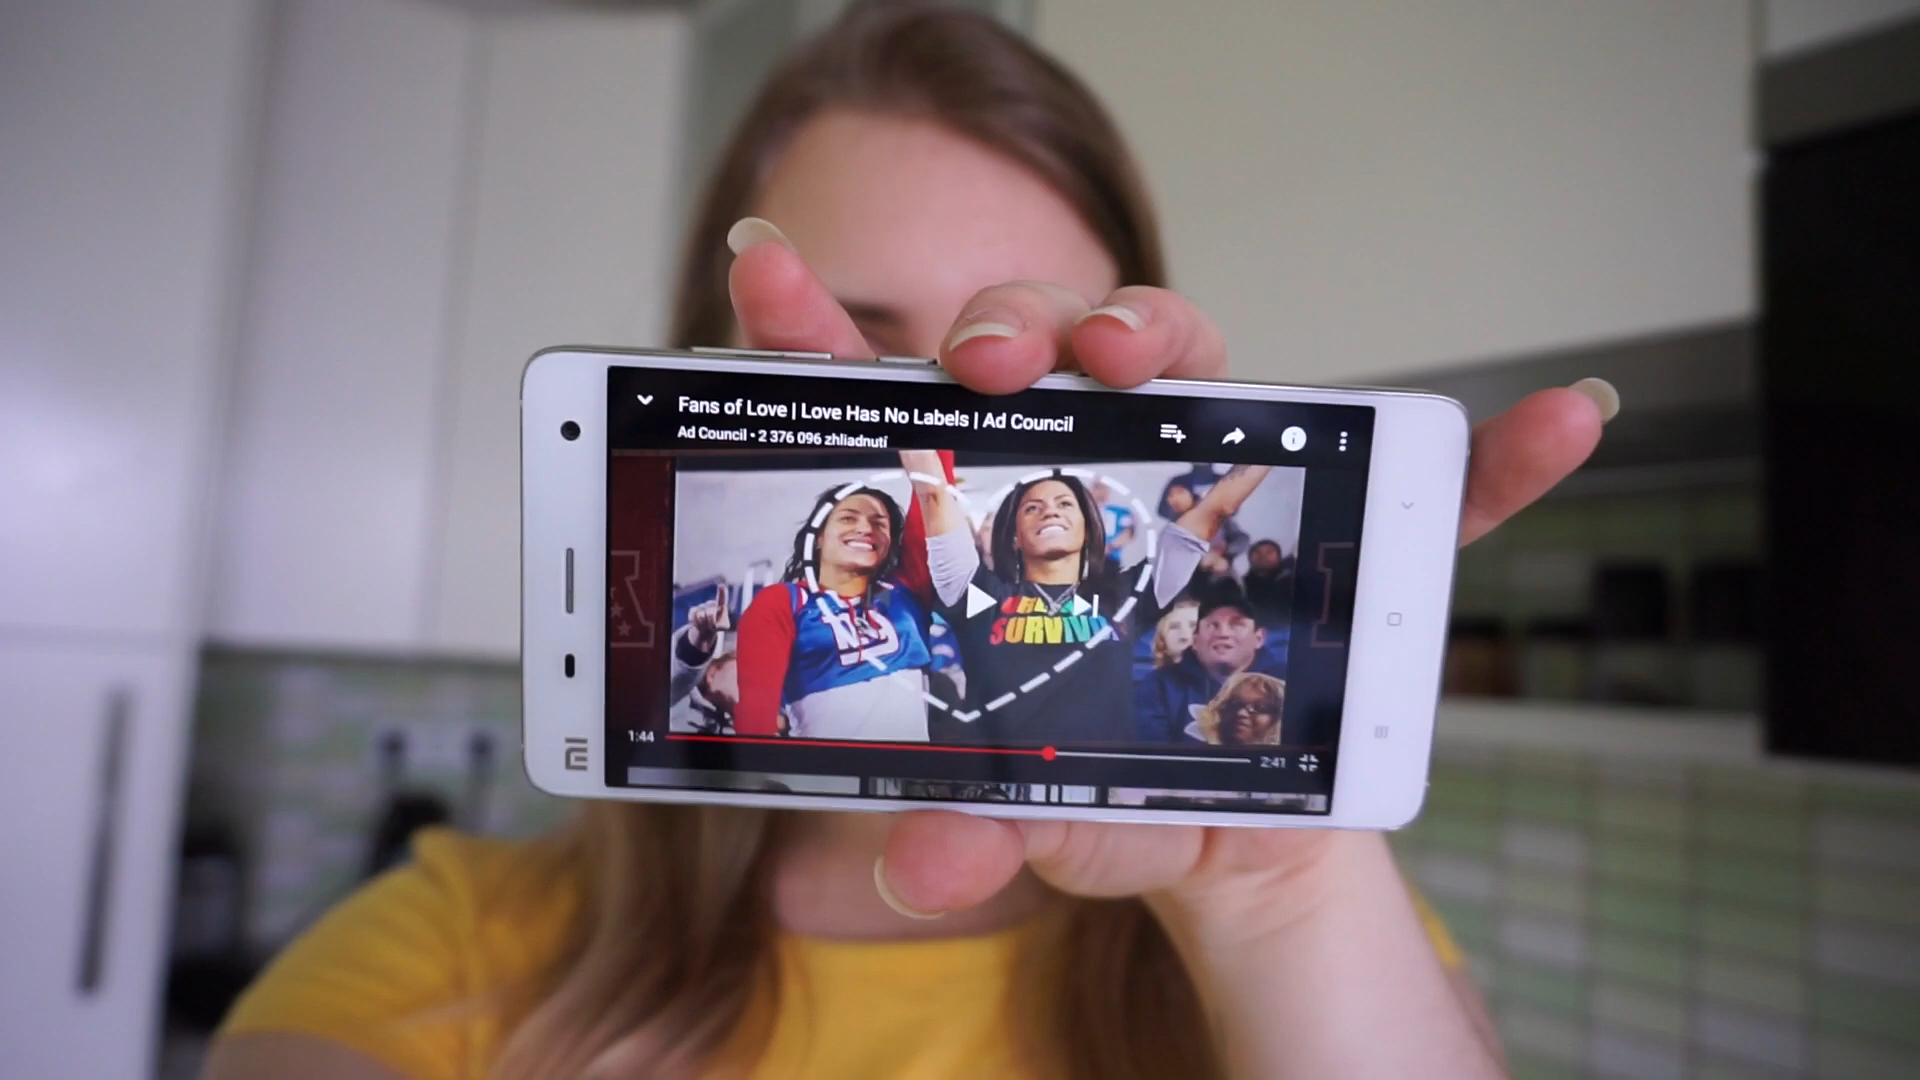 Fans of Love | Love Has No Labels | Ad Council
Ad Council • 2 376 096 zhliadnutí
NY
SURVIV
1:44
2:41